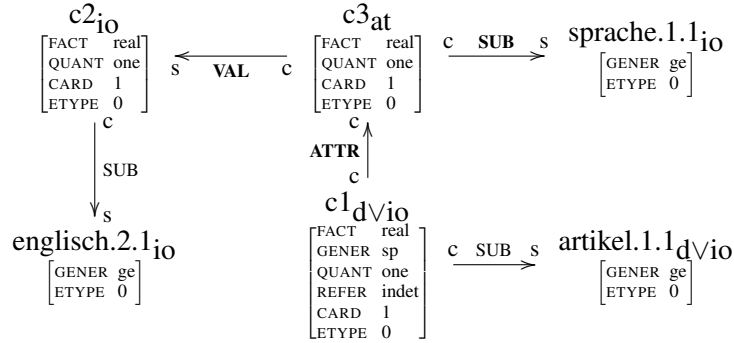 c2io
FACT real
QUANT one
CARD 1
ETYPE 0
c
s VAL c
c3at
FACT real
QUANT one
CARD 1
ETYPE 0
c
c SUB s
sprache.1.1io
GENER ge
ETYPE 0
SUB
s
ATTR
c
englisch.2.1io
GENER ge
ETYPE 0
c1d∨io
FACT real
GENER sp
QUANT one
REFER indet
CARD 1
ETYPE 0
c SUB s
artikel.1.1d∨io
GENER ge
ETYPE 0